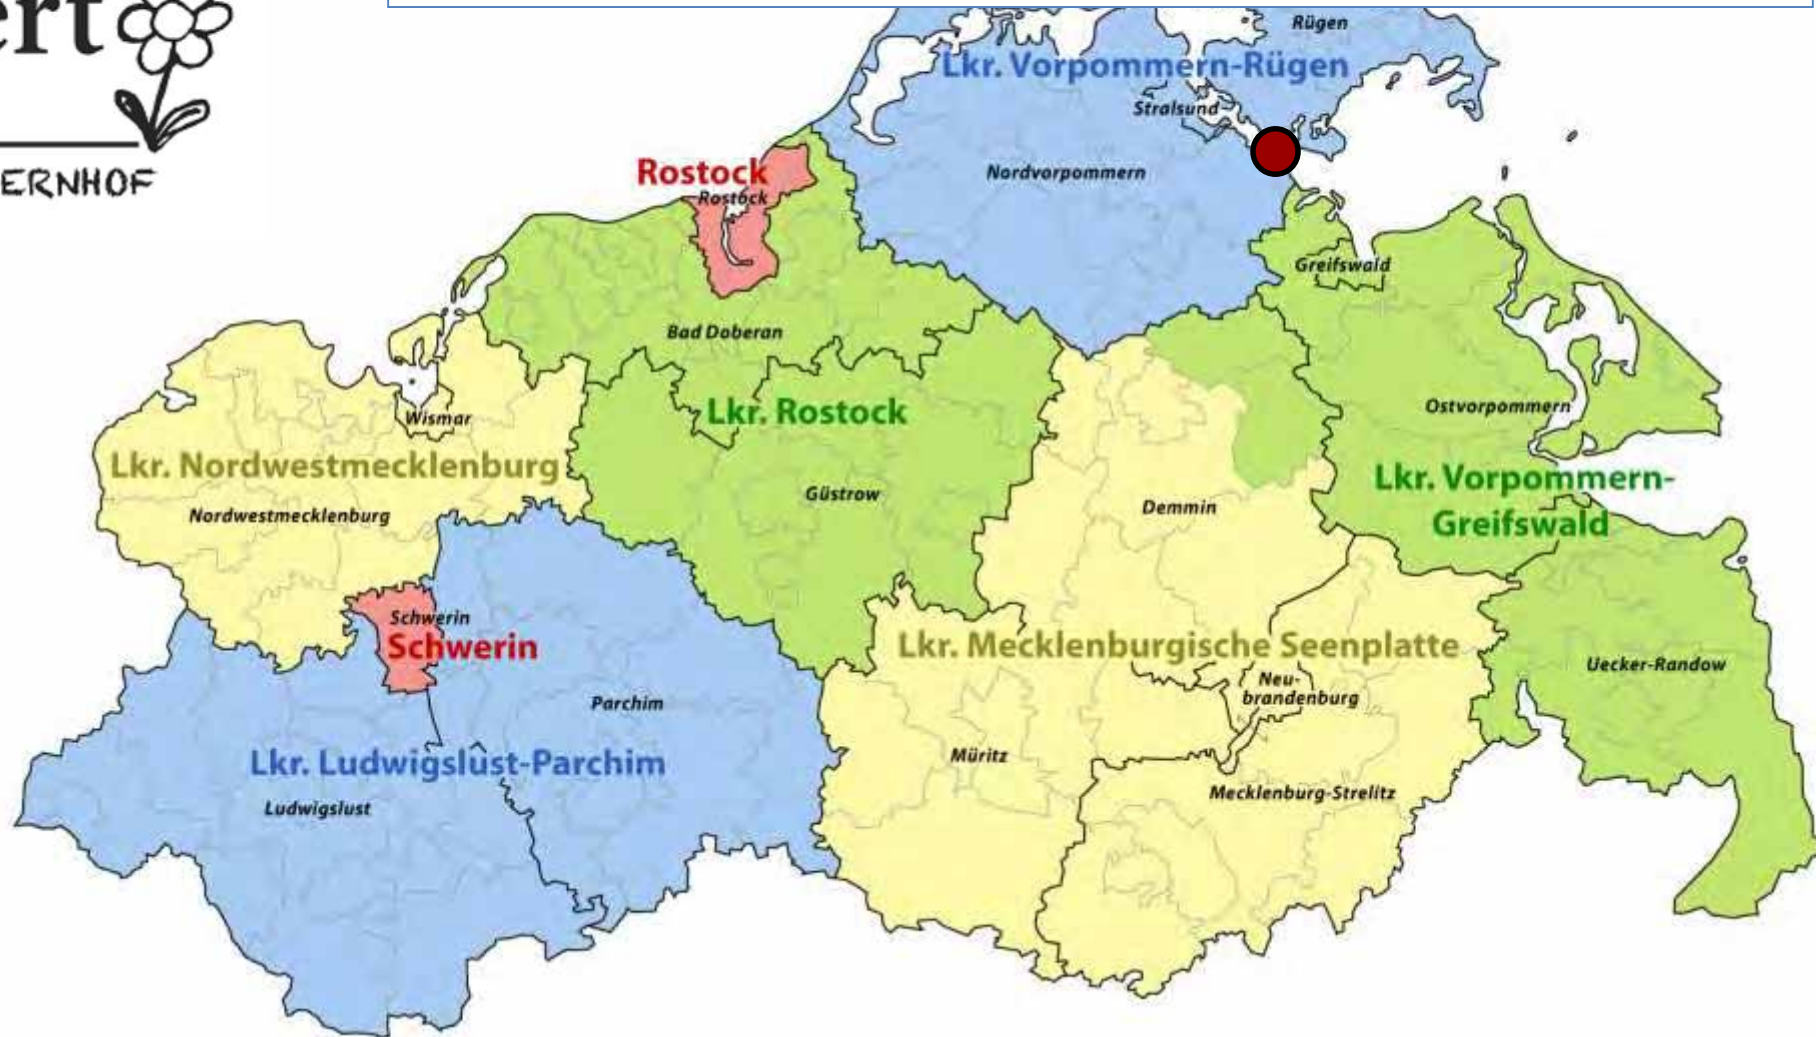 ert
ERNHOF
Rügen
Lkr. Vorpommern-Rügen
Stralsund
Nordvorpommern
Rostock
Rostock
Greifswald
Bad Doberan
Wismar
Lkr. Rostock
Ostvorpommern
Lkr. Nordwestmecklenburg
Nordwestmecklenburg
Güstrow
Demmin
Lkr. Vorpommern-
Greifswald
Schwerin
Schwerin
Lkr. Mecklenburgische Seenplatte
Neu-
brandenburg
Uecker-Randow
Parchim
Müritz
Lkr. Ludwigslust-Parchim
Ludwigslust
Mecklenburg-Strelitz